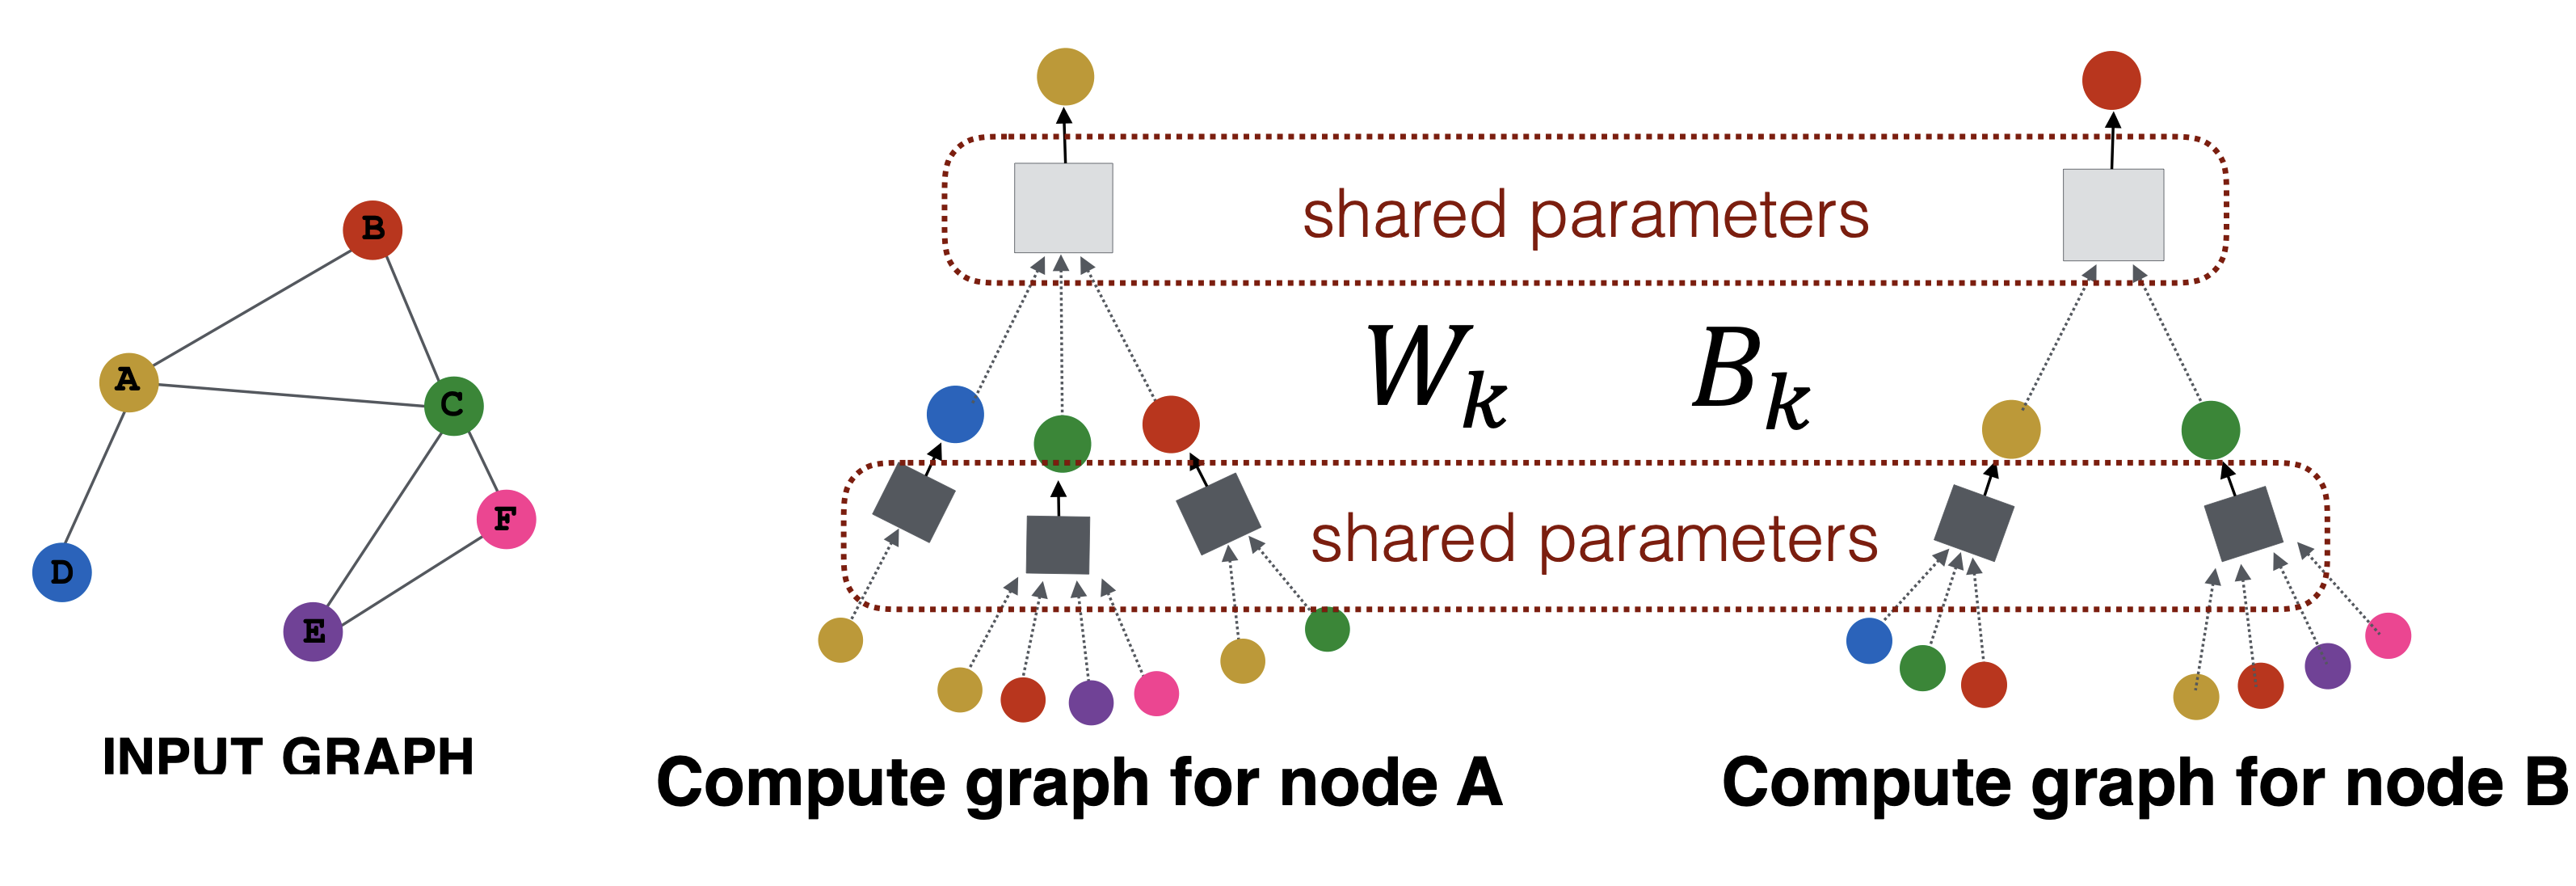 B
A
C
F
D
E
INPUT GRAPH
shared parameters
W_k B_k
shared parameters
Compute graph for node A
Compute graph for node B